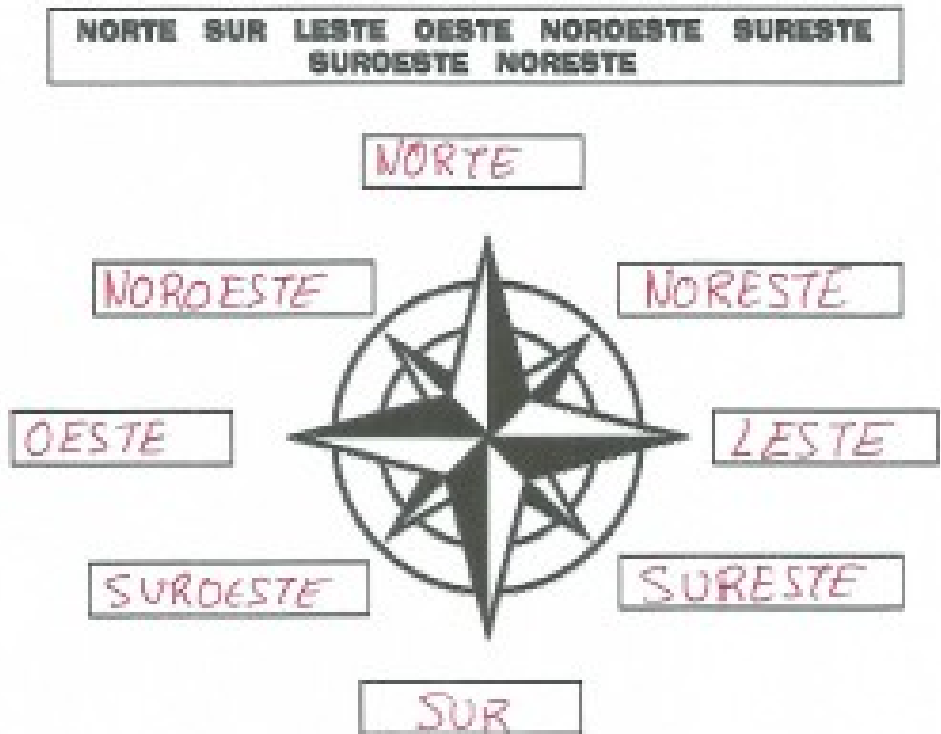 NORTE SUR LESTE OESTE NOROESTE SURESTE
SUROESTE NORESTE
NORTE
NOROESTE
NORESTE
OESTE
LESTE
SUROESTE
SURESTE
SUR